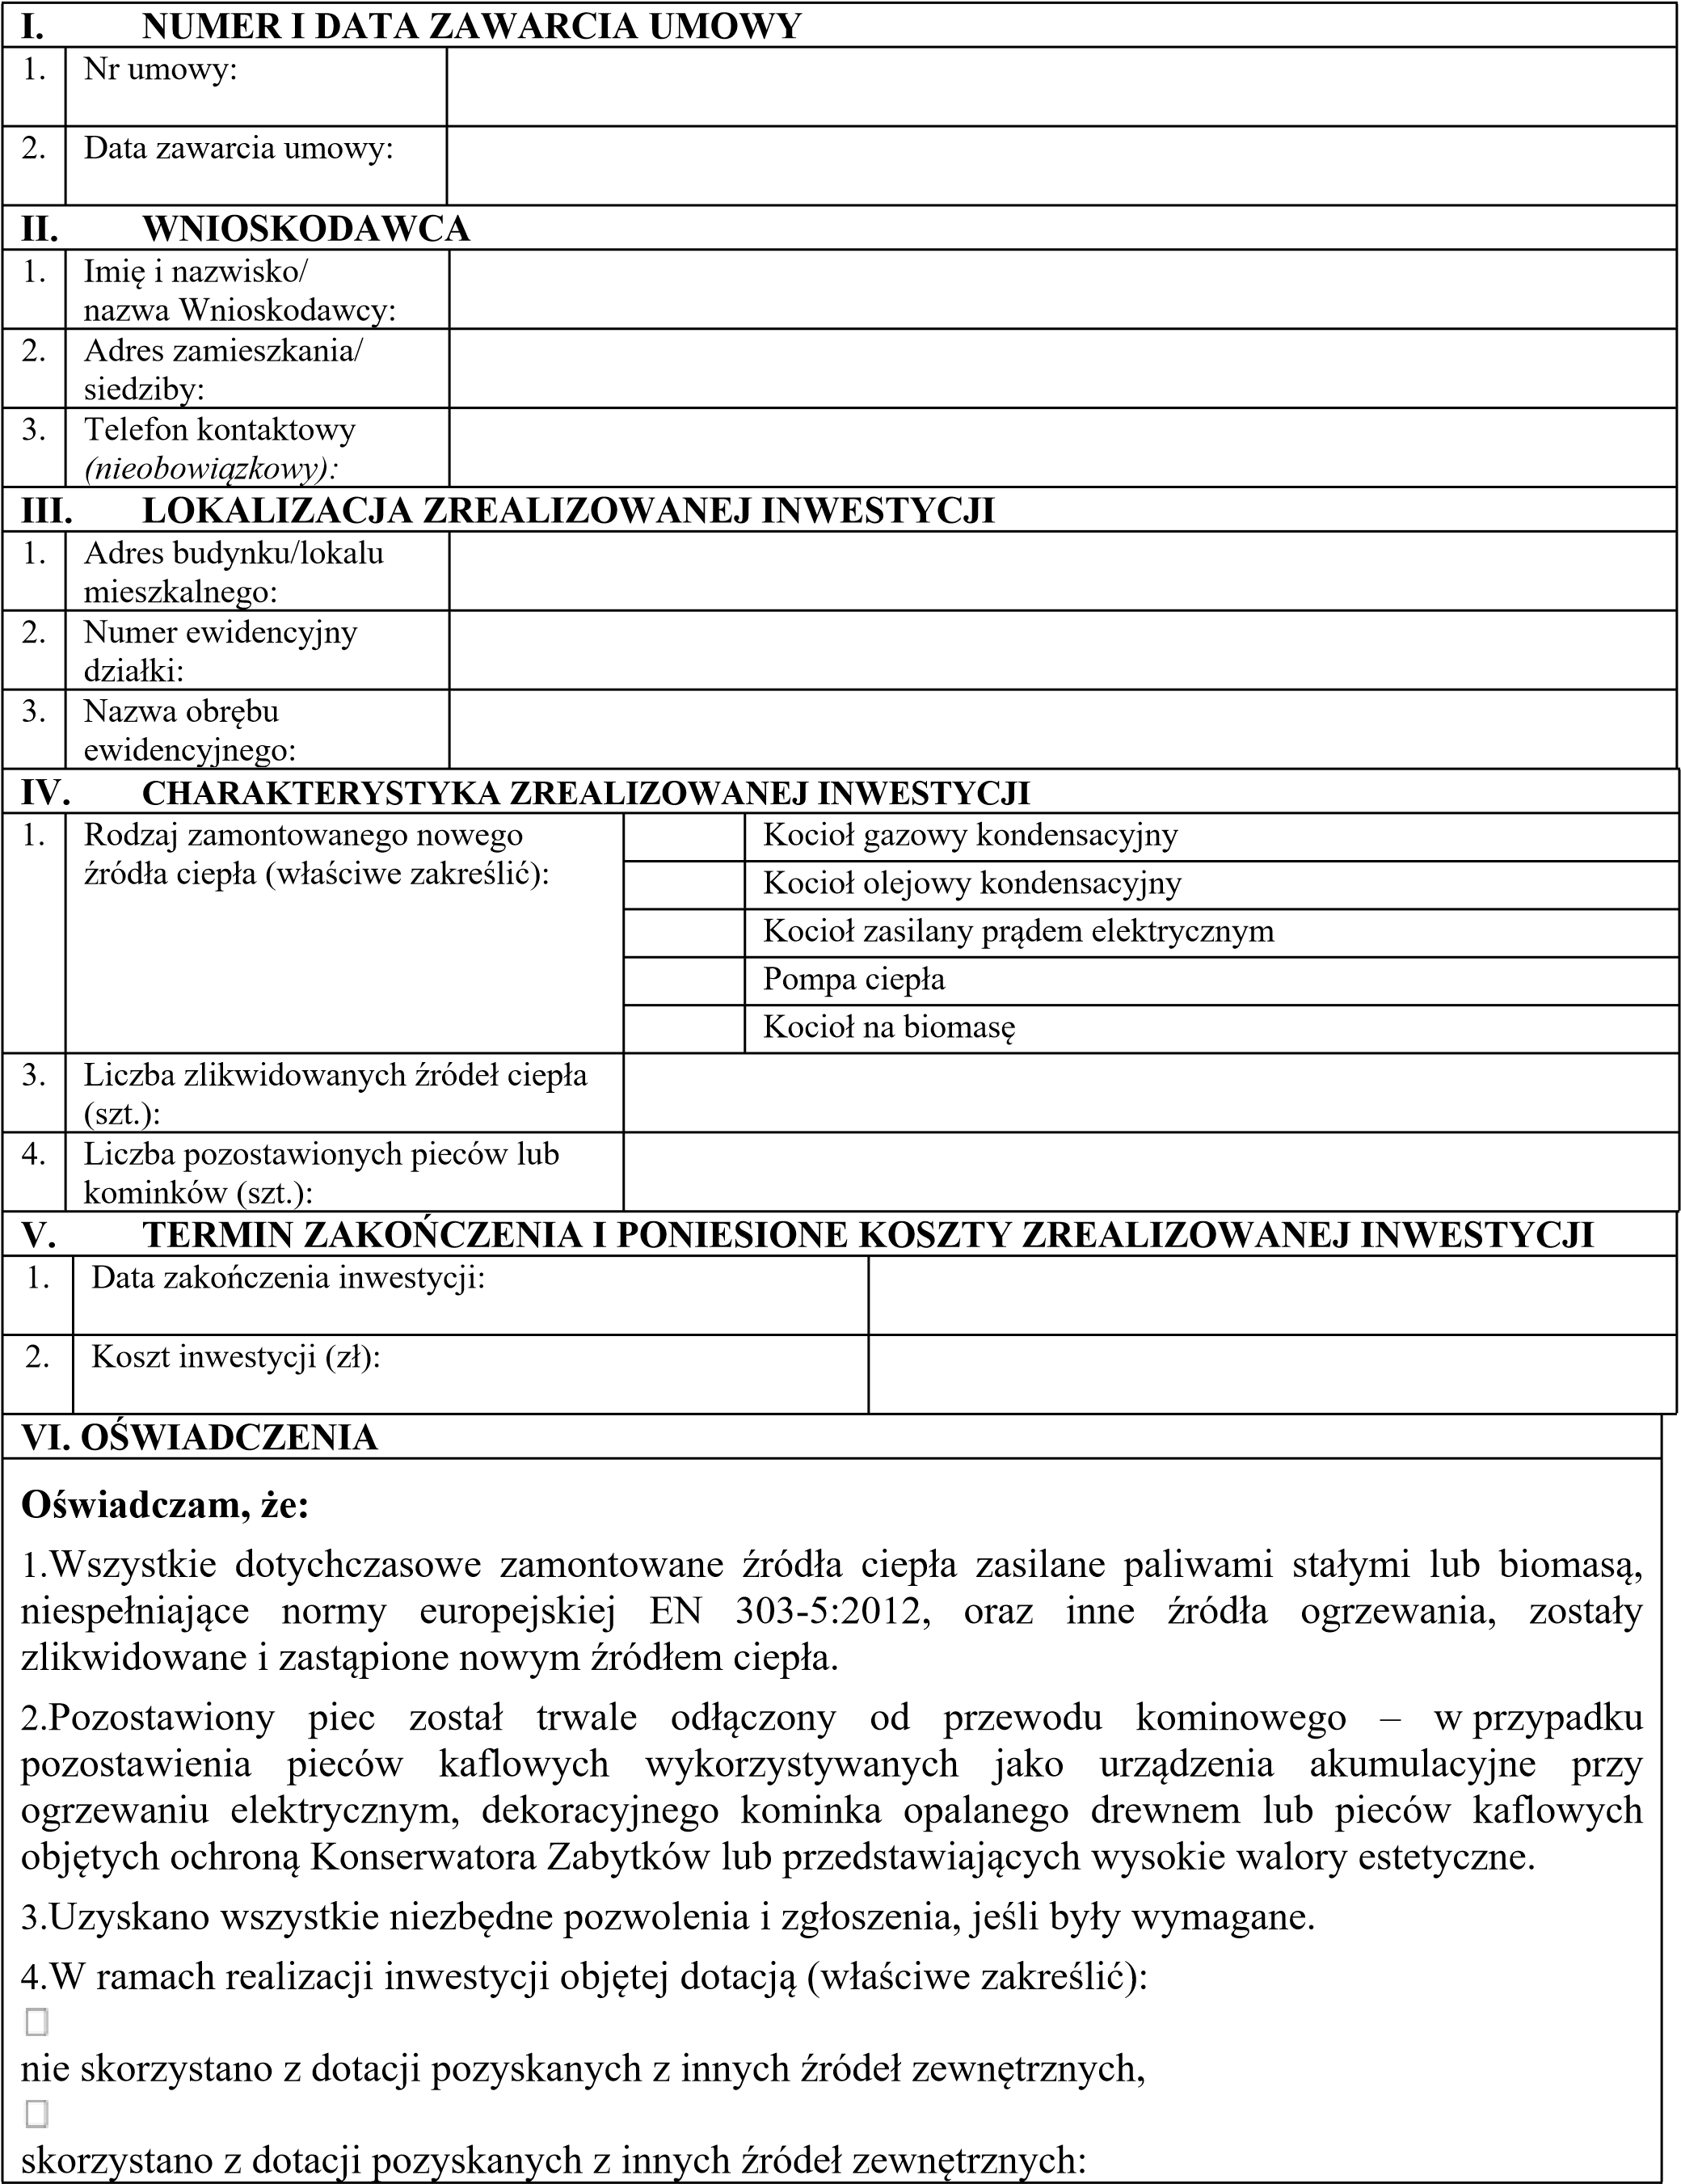 I. NUMER I DATA ZAWARCIA UMOWY
1. Nr umowy:
2. Data zawarcia umowy:
II. WNIOSKODAWCA
1. Imię i nazwisko/
nazwa Wnioskodawcy:
2. Adres zamieszkania/
siedziby:
3. Telefon kontaktowy
(nieobowiązkowy):
III. LOKALIZACJA ZREALIZOWANEJ INWESTYCJI
1. Adres budynku/lokalu
mieszkalnego:
2. Numer ewidencyjny
działki:
3. Nazwa obrębu
ewidencyjnego:
IV. CHARAKTERYSTYKA ZREALIZOWANEJ INWESTYCJI
1. Rodzaj zamontowanego nowego
źródła ciepła (właściwe zakreślić):
Kocioł gazowy kondensacyjny
Kocioł olejowy kondensacyjny
Kocioł zasilany prądem elektrycznym
Pompa ciepła
Kocioł na biomasę
3. Liczba zlikwidowanych źródeł ciepła
(szt.):
4. Liczba pozostawionych pieców lub
kominków (szt.):
V. TERMIN ZAKOŃCZENIA I PONIESIONE KOSZTY ZREALIZOWANEJ INWESTYCJI
1. Data zakończenia inwestycji:
2. Koszt inwestycji (zł):
VI. OŚWIADCZENIA
Oświadczam, że:
1.Wszystkie dotychczasowe zamontowane źródła ciepła zasilane paliwami stałymi lub biomasą,
niespełniające normy europejskiej EN 303-5:2012, oraz inne źródła ogrzewania, zostały
zlikwidowane i zastąpione nowym źródłem ciepła.
2.Pozostawiony piec został trwale odłączony od przewodu kominowego – w przypadku
pozostawienia pieców kaflowych wykorzystywanych jako urządzenia akumulacyjne przy
ogrzewaniu elektrycznym, dekoracyjnego kominka opalanego drewnem lub pieców kaflowych
objętych ochroną Konserwatora Zabytków lub przedstawiających wysokie walory estetyczne.
3.Uzyskano wszystkie niezbędne pozwolenia i zgłoszenia, jeśli były wymagane.
4.W ramach realizacji inwestycji objętej dotacją (właściwe zakreślić):
nie skorzystano z dotacji pozyskanych z innych źródeł zewnętrznych,
skorzystano z dotacji pozyskanych z innych źródeł zewnętrznych: